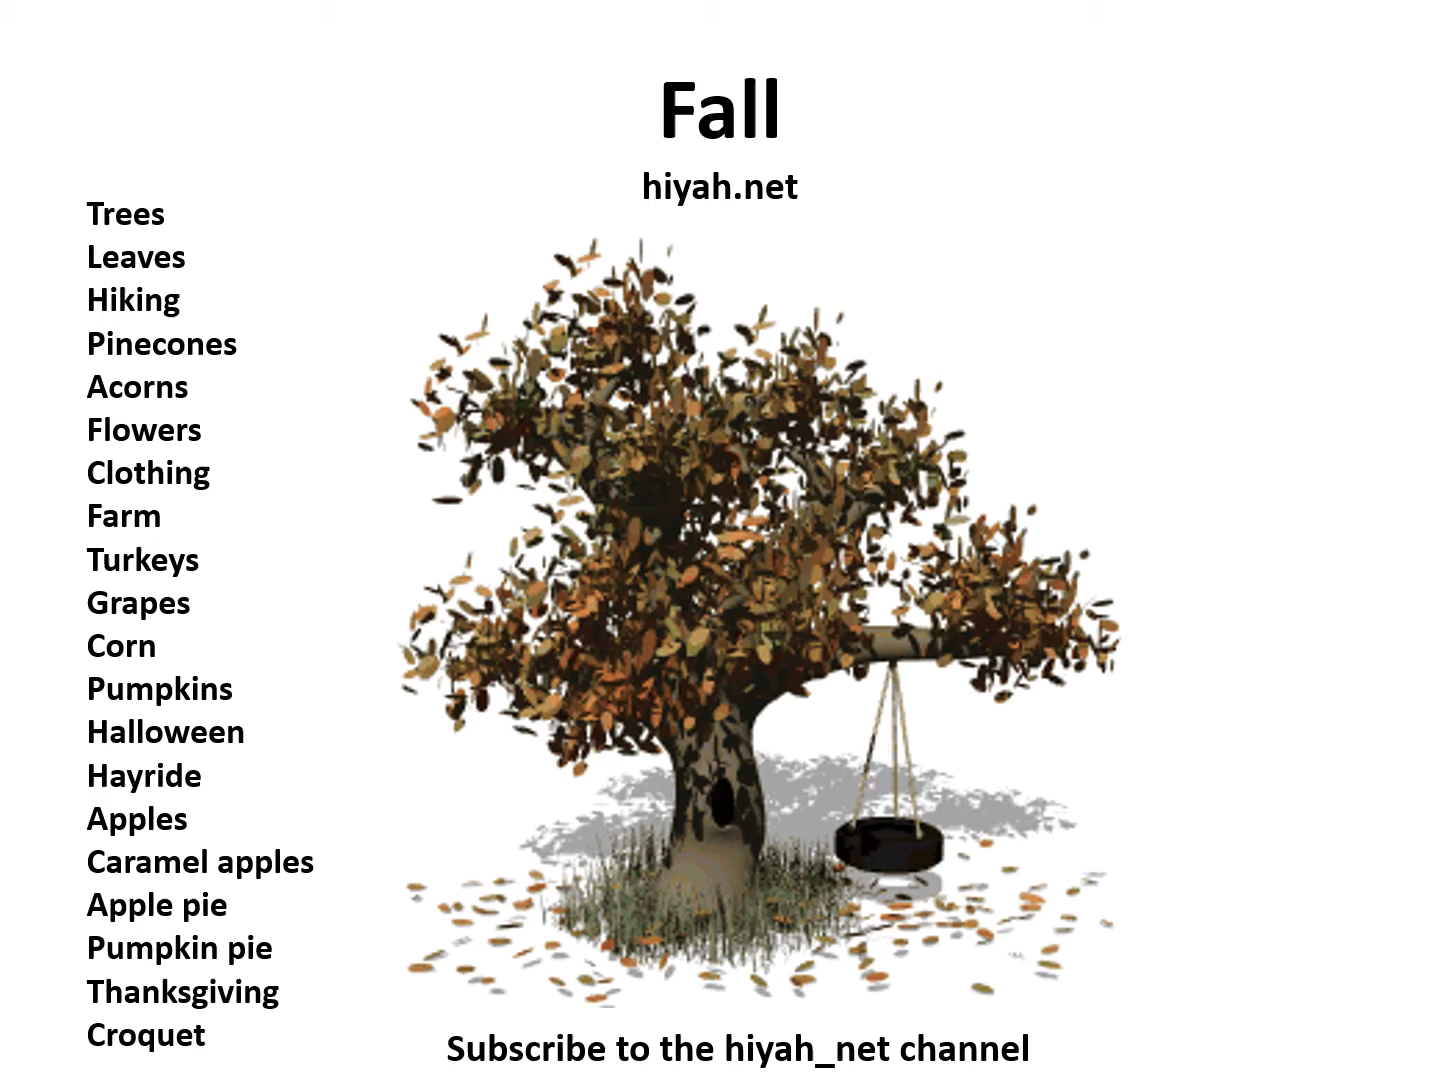 Fall
hiyah.net
Trees
Leaves
Hiking
Pinecones
Acorns
Flowers
Clothing
Farm
Turkeys
Grapes
Corn
Pumpkins
Halloween
Hayride
Apples
Caramel apples
Apple pie
Pumpkin pie
Thanksgiving
Croquet
Subscribe to the hiyah_net channel